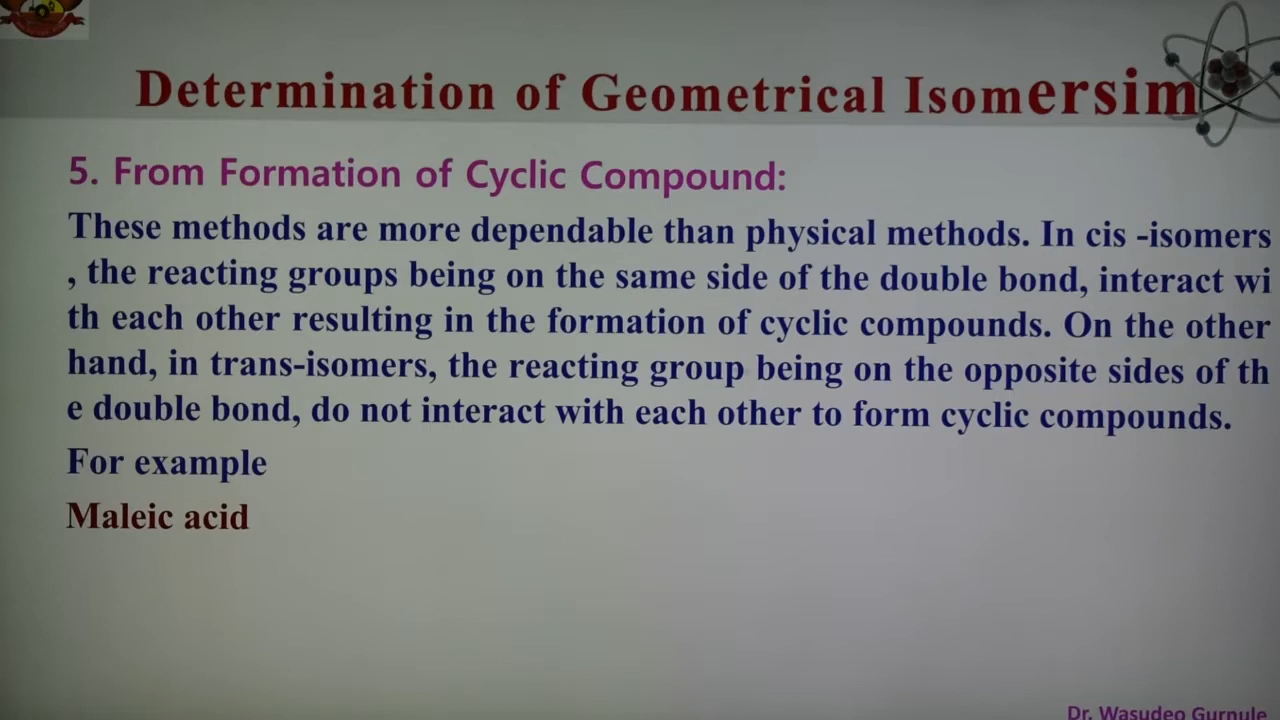 Determination of Geometrical Isomersim
5. From Formation of Cyclic Compound:
These methods are more dependable than physical methods. In cis -isomers
, the reacting groups being on the same side of the double bond, interact wi
th each other resulting in the formation of cyclic compounds. On the other
hand, in trans-isomers, the reacting group being on the opposite sides of th
e double bond, do not interact with each other to form cyclic compounds.
For example
Maleic acid
Dr. Wasudeo Gurnule